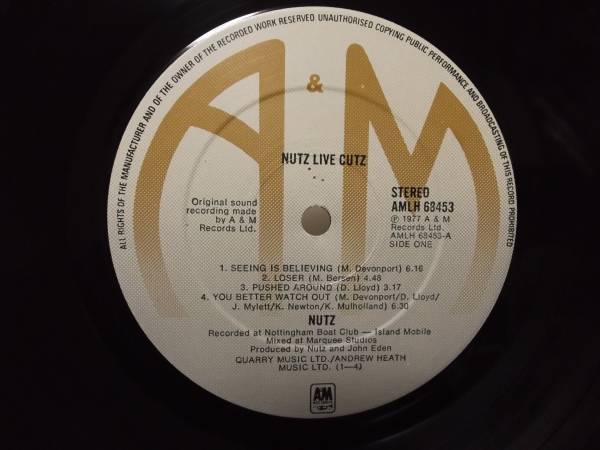 ALL RIGHTS OF THE MANUFACTURER AND OF THE OWNER OF THE RECORDED WORK RESERVED UNAUTHORISED COPYING PUBLIC PERFORMANCE AND BROADCASTING OF THIS RECORD PROHIBITED
A & M
NUTZ LIVE CUTZ
Original sound
recording made
by A & M
Records Ltd.
STEREO
AMLH 68453
℗ 1977 A & M
Records Ltd.
AMLH 68453-A
SIDE ONE
1. SEEING IS BELIEVING (M. Devonport) 6.16
2. LOSER (M. Berson) 4.48
3. PUSHED AROUND (D. Lloyd) 3.17
4. YOU BETTER WATCH OUT (M. Devonport/D. Lloyd/
J. Mylett/K. Newton/K. Mulholland) 6.30
NUTZ
Recorded at Nottingham Boat Club — Island Mobile
Mixed at Marquee Studios
Produced by Nutz and John Eden
QUARRY MUSIC LTD./ANDREW HEATH
MUSIC LTD. (1—4)
AM